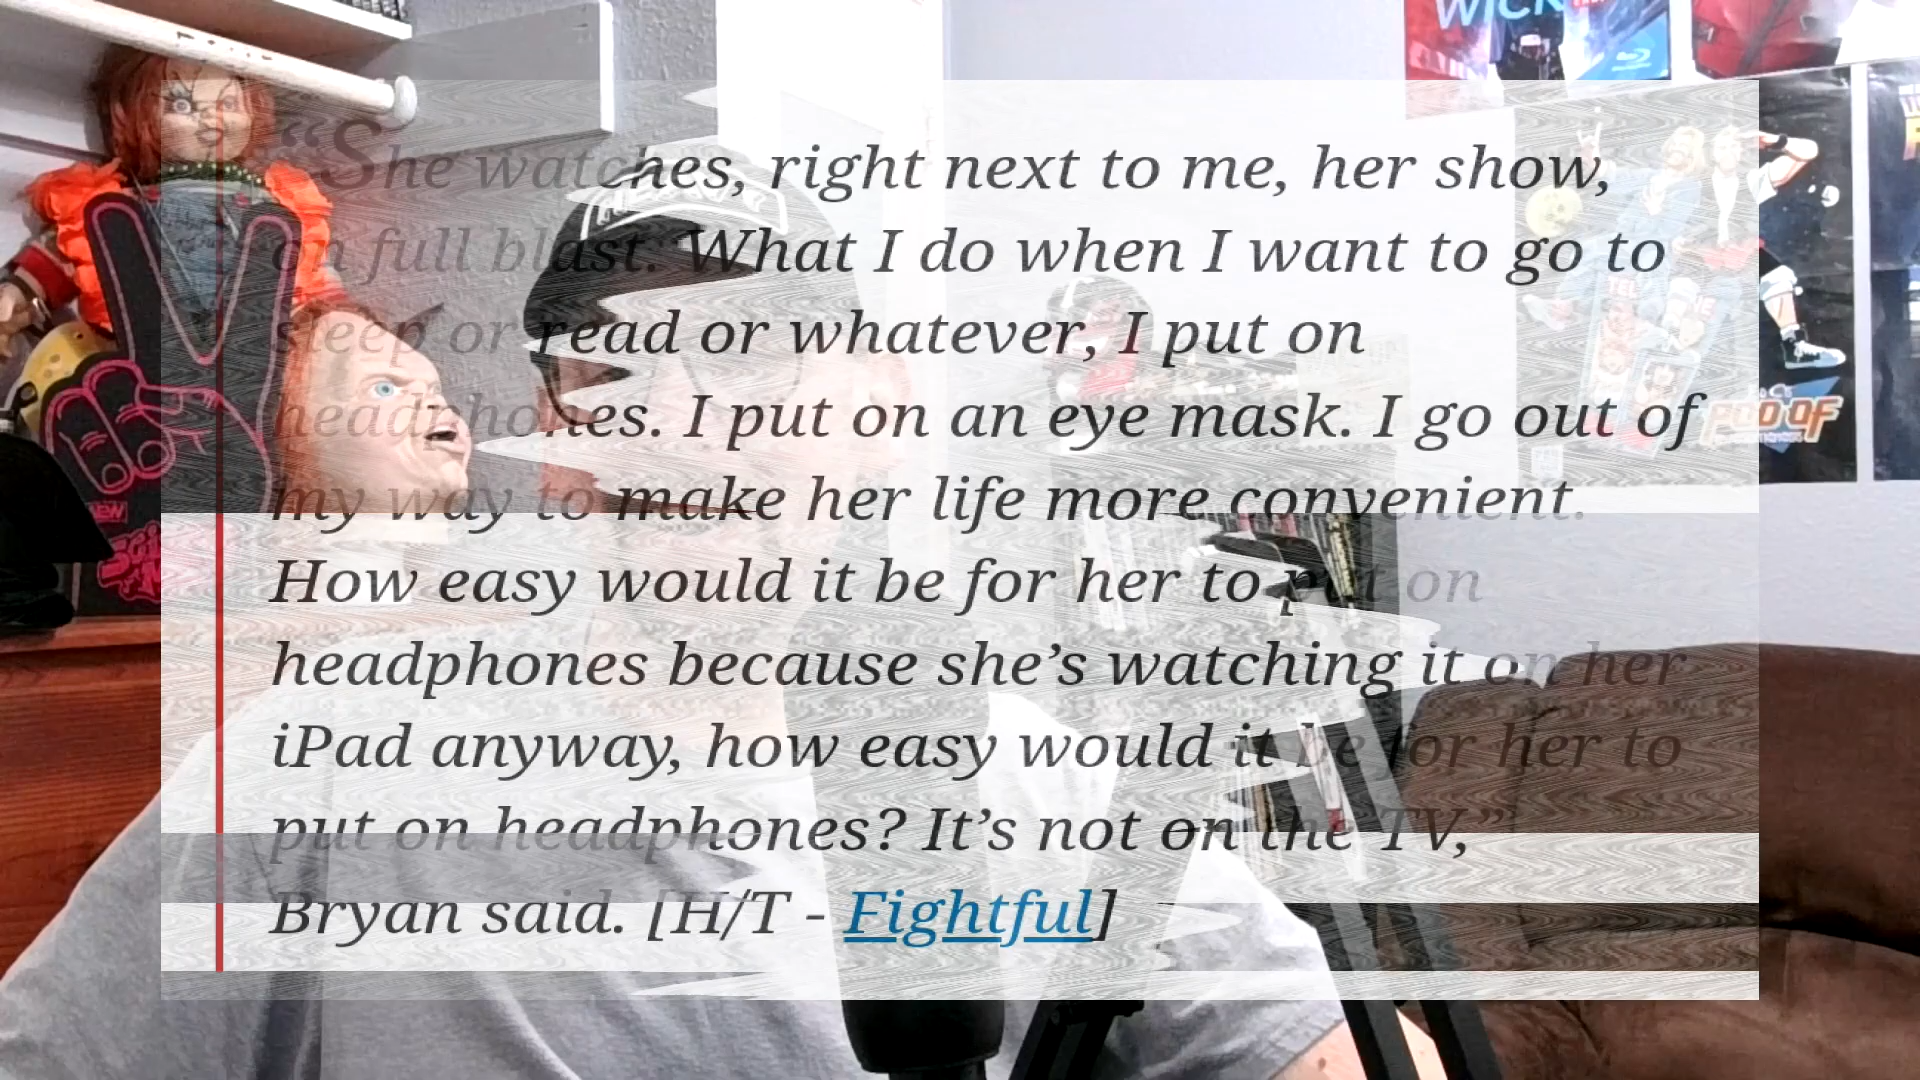 “She watches, right next to me, her show,
on full blast. What I do when I want to go to
sleep or read or whatever, I put on
headphones. I put on an eye mask. I go out of
my way to make her life more convenient.
How easy would it be for her to put on
headphones because she’s watching it on her
iPad anyway, how easy would it be for her to
put on headphones? It’s not on the TV,”
Bryan said. [H/T - Fightful]
WICK
POD OF